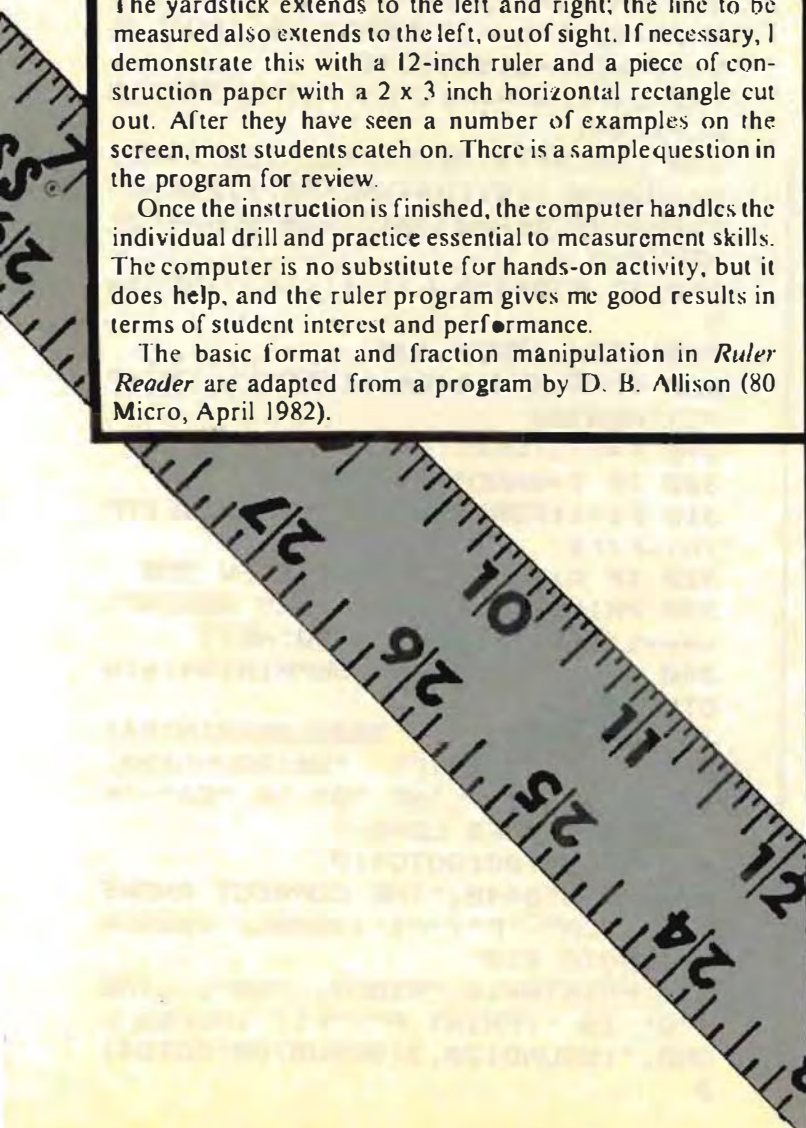 The yardstick extends to the left and right; the line to be
measured also extends to the left, out of sight. If necessary, I
demonstrate this with a 12-inch ruler and a piece of con-
struction paper with a 2 x 3 inch horizontal rectangle cut
out. After they have seen a number of examples on the
screen, most students catch on. There is a sample question in
the program for review.
Once the instruction is finished, the computer handles the
individual drill and practice essential to measurement skills.
The computer is no substitute for hands-on activity, but it
does help, and the ruler program gives me good results in
terms of student interest and performance.
The basic format and fraction manipulation in Ruler
Reader are adapted from a program by D. B. Allison (80
Micro, April 1982).
27
10
26
11
25
12
24